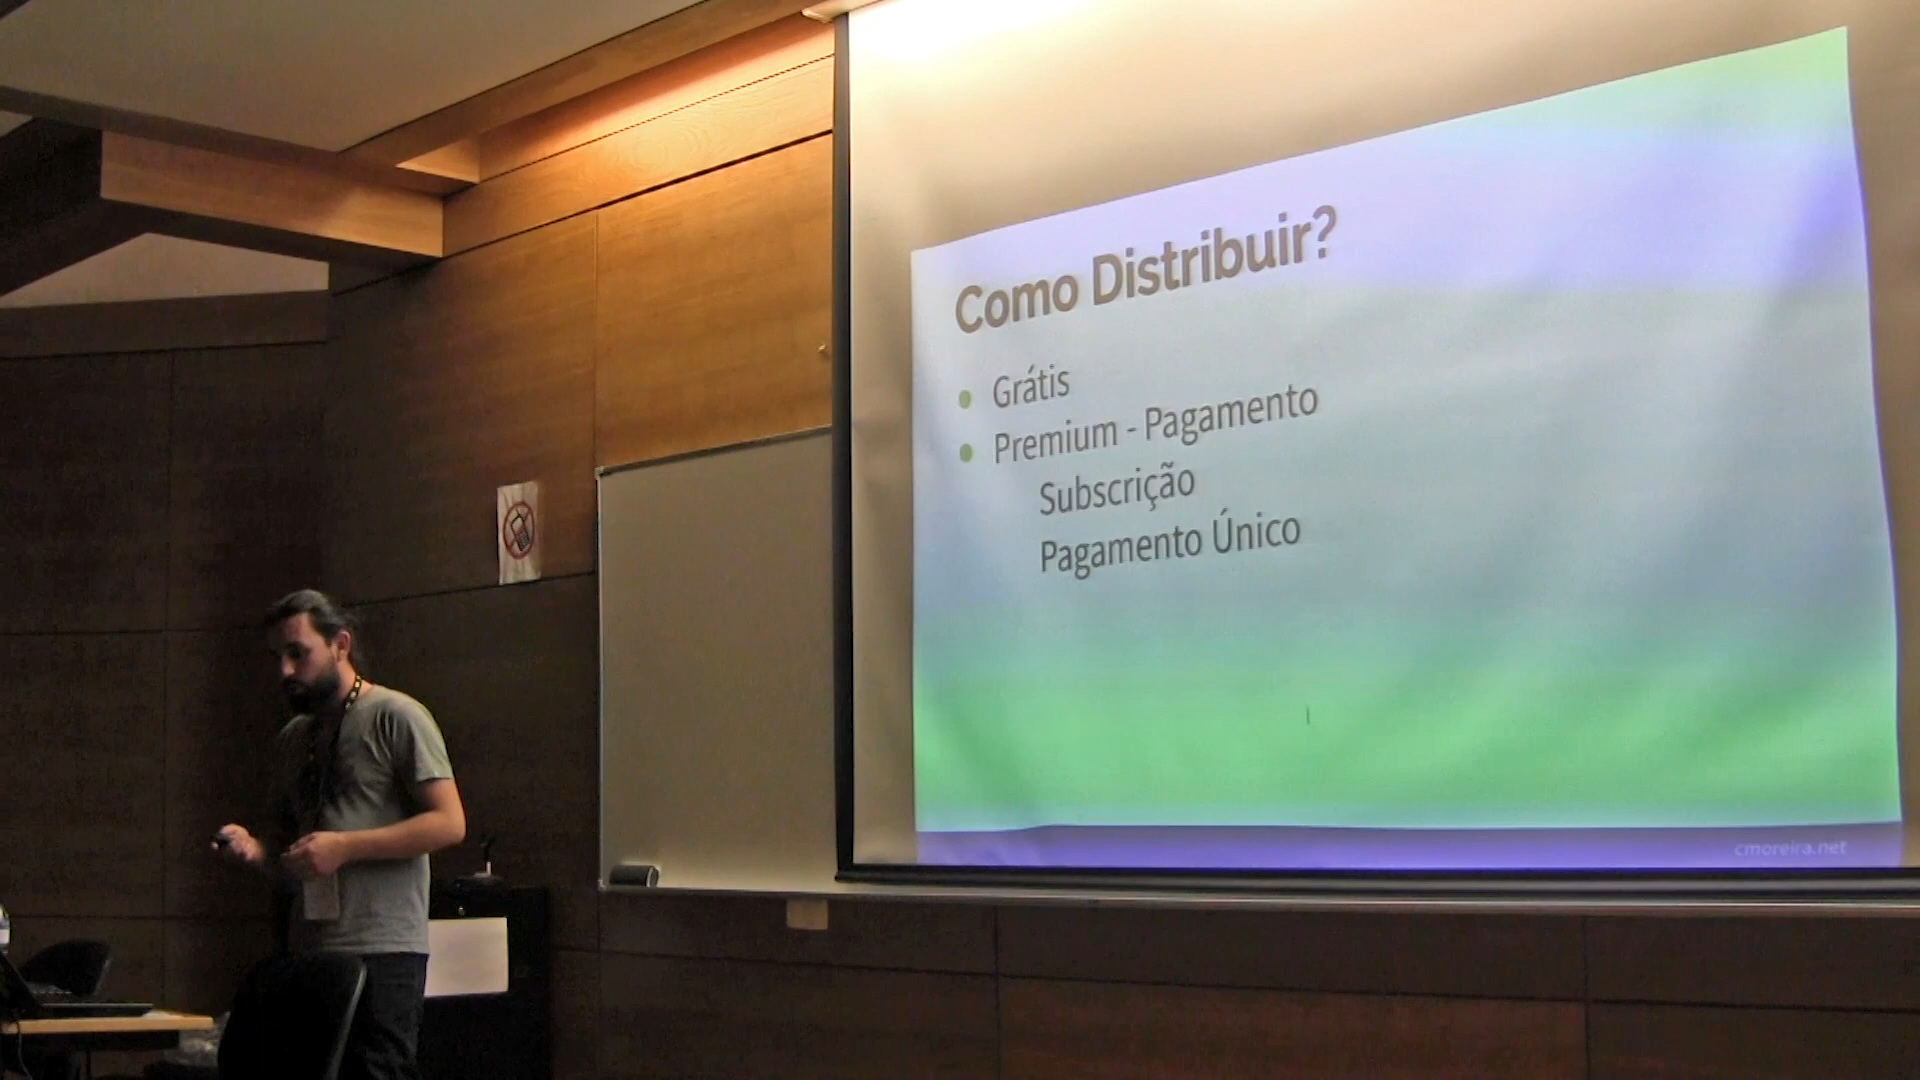 Como Distribuir?
Grátis
Premium - Pagamento
Subscrição
Pagamento Único
cmoreira.net